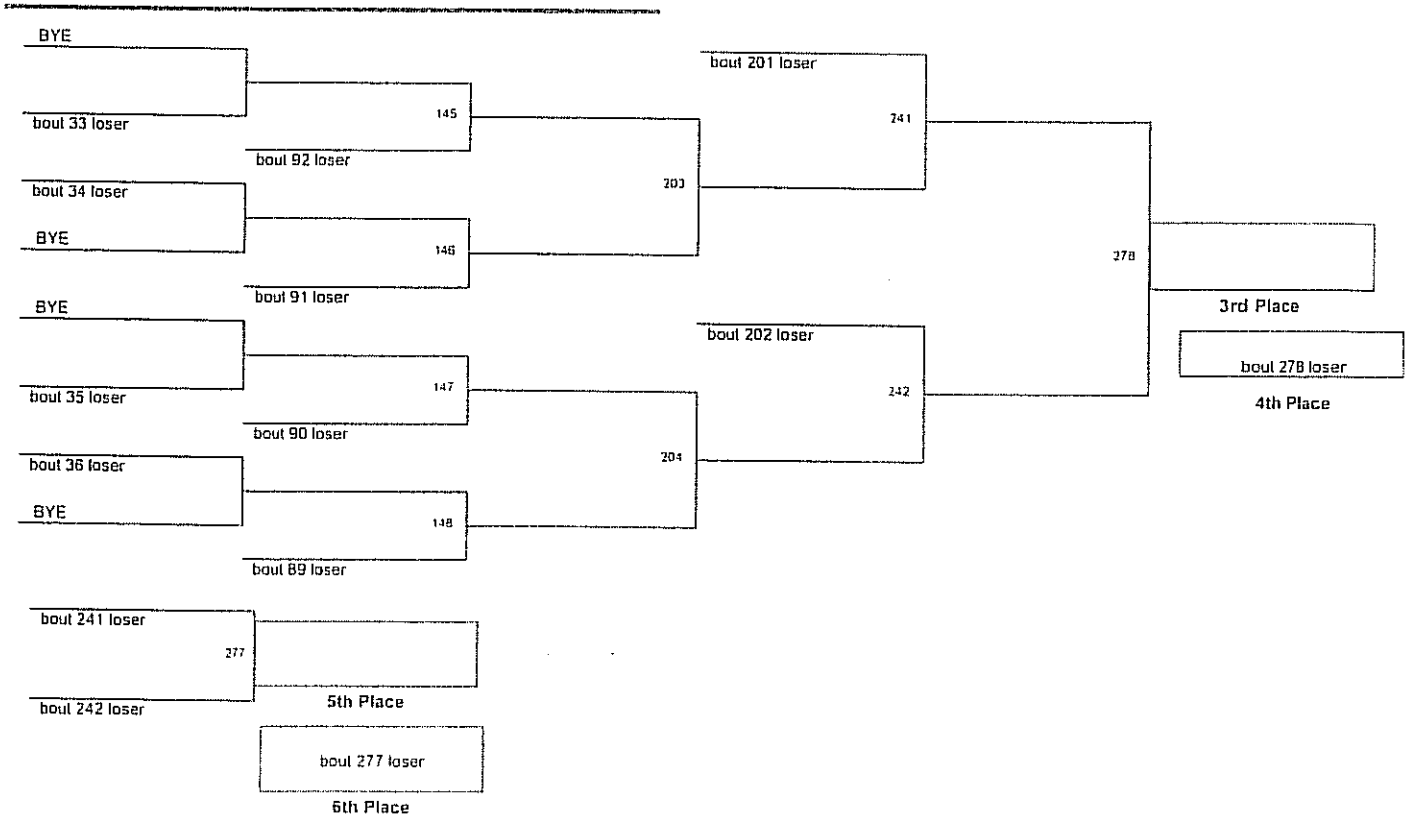 BYE
bout 33 loser
bout 34 loser
BYE
BYE
bout 35 loser
bout 36 loser
BYE
bout 92 loser
bout 91 loser
bout 90 loser
bout 89 loser
145
146
147
148
203
204
bout 201 loser
bout 202 loser
241
242
278
3rd Place
bout 278 loser
4th Place
bout 241 loser
277
bout 242 loser
5th Place
bout 277 loser
6th Place